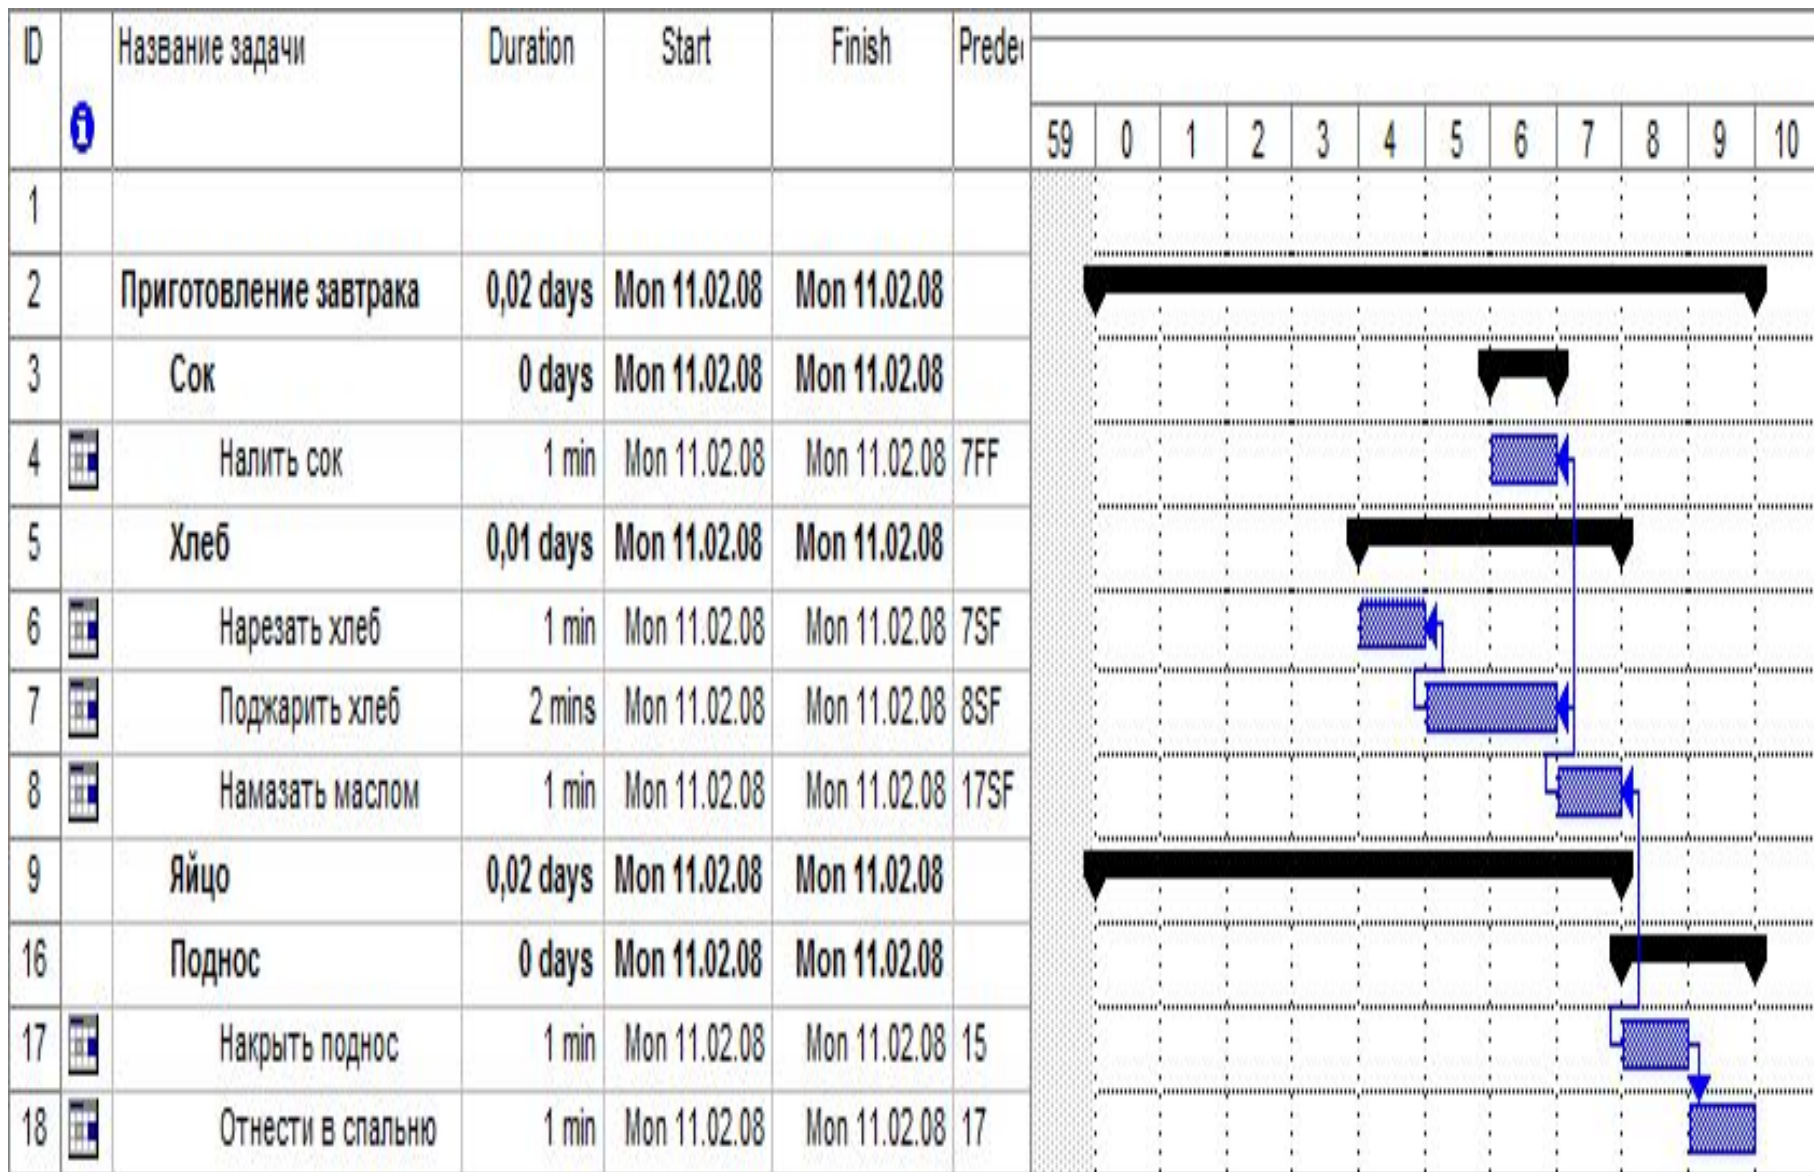 ID Название задачи Duration Start Finish Predec
59 0 1 2 3 4 5 6 7 8 9 10
1
2 Приготовление завтрака 0,02 days Mon 11.02.08 Mon 11.02.08
3 Сок 0 days Mon 11.02.08 Mon 11.02.08
4 Налить сок 1 min Mon 11.02.08 Mon 11.02.08 7FF
5 Хлеб 0,01 days Mon 11.02.08 Mon 11.02.08
6 Нарезать хлеб 1 min Mon 11.02.08 Mon 11.02.08 7SF
7 Поджарить хлеб 2 mins Mon 11.02.08 Mon 11.02.08 8SF
8 Намазать маслом 1 min Mon 11.02.08 Mon 11.02.08 17SF
9 Яйцо 0,02 days Mon 11.02.08 Mon 11.02.08
16 Поднос 0 days Mon 11.02.08 Mon 11.02.08
17 Накрыть поднос 1 min Mon 11.02.08 Mon 11.02.08 15
18 Отнести в спальню 1 min Mon 11.02.08 Mon 11.02.08 17